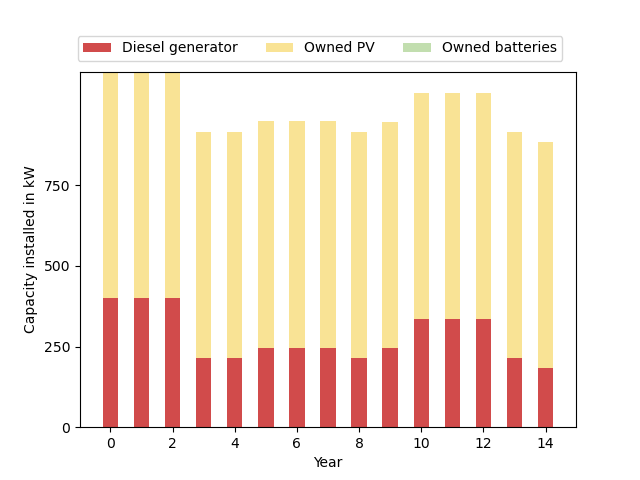 Diesel generator Owned PV Owned batteries
Capacity installed in kW
750
500
250
0
0 2 4 6 8 10 12 14
Year